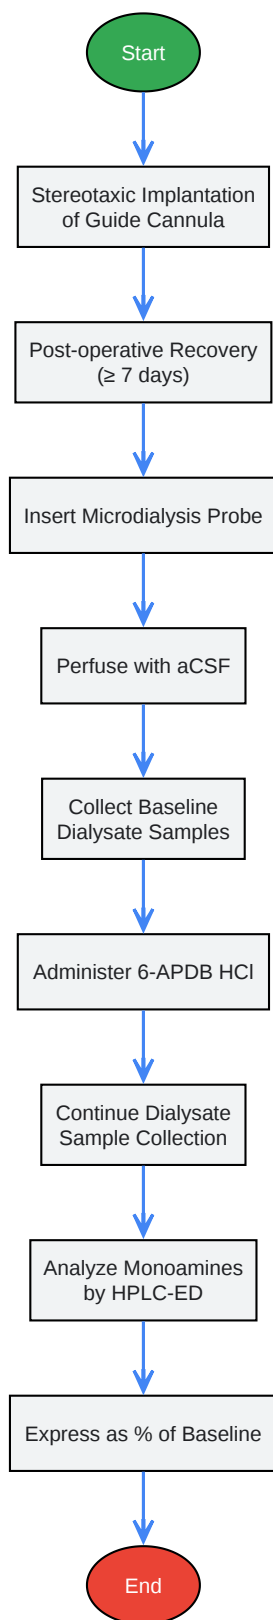 Start
Stereotaxic Implantation
of Guide Cannula
Post-operative Recovery
(≥ 7 days)
Insert Microdialysis Probe
Perfuse with aCSF
Collect Baseline
Dialysate Samples
Administer 6-APDB HCl
Continue Dialysate
Sample Collection
Analyze Monoamines
by HPLC-ED
Express as % of Baseline
End